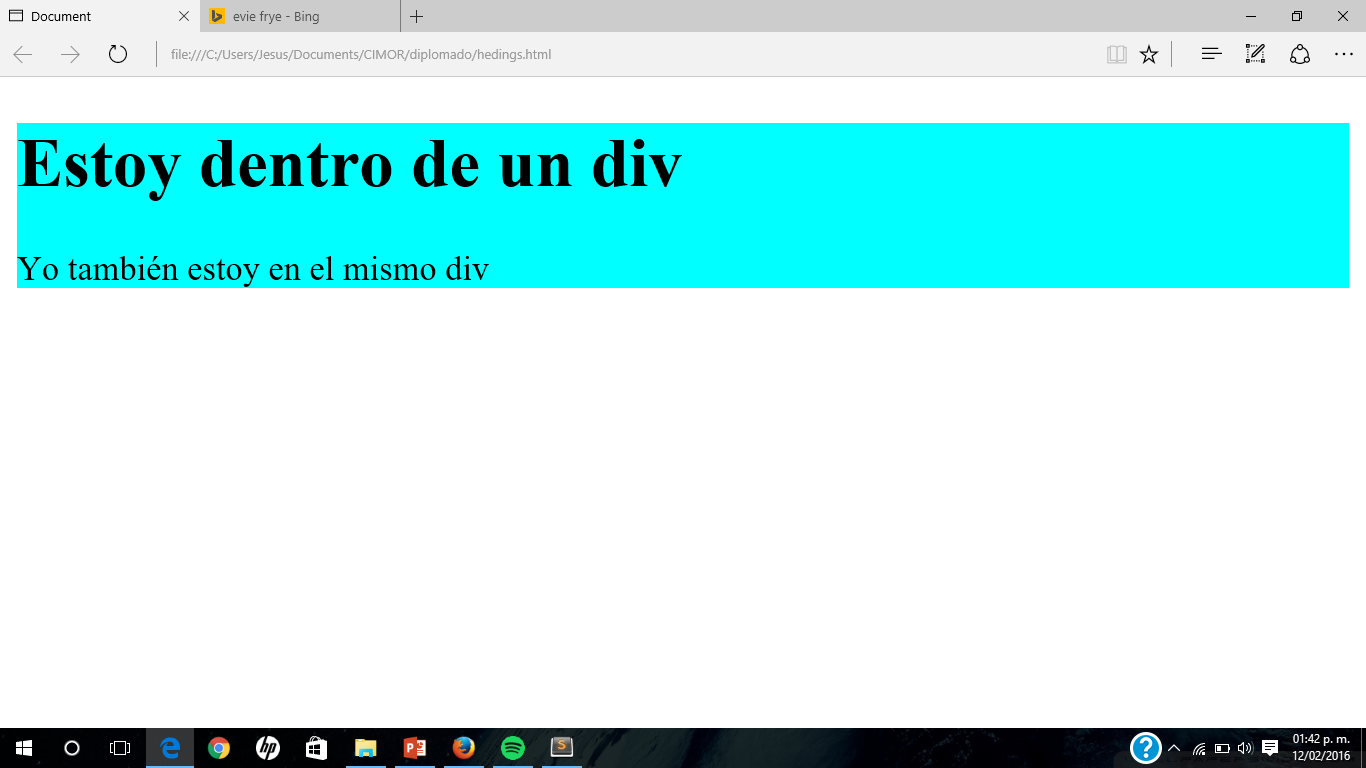 Document
evie frye - Bing
file:///C:/Users/Jesus/Documents/CIMOR/diplomado/hedings.html
Estoy dentro de un div
Yo también estoy en el mismo div
hp
01:42 p. m.
12/02/2016